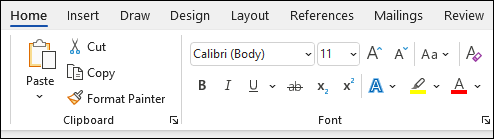 Home Insert Draw Design Layout References Mailings Review
Cut
Calibri (Body) 11 A A Aa A
Copy
Paste
B I U ab x₂ x² A A
Format Painter
Clipboard Font